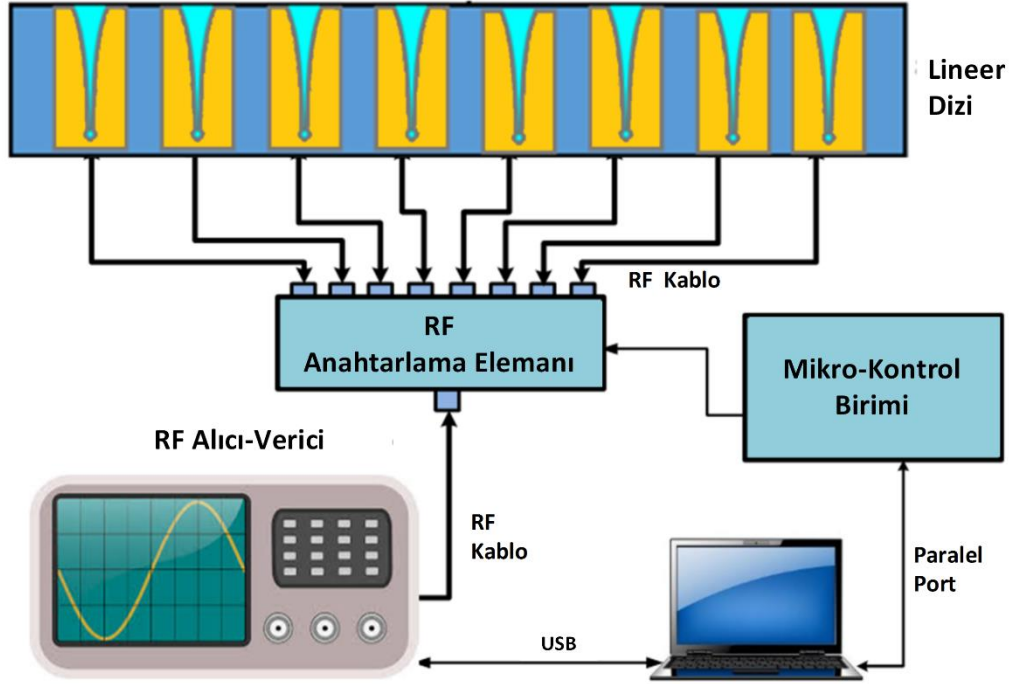 Lineer
Dizi
RF Kablo
RF
Anahtarlama Elemanı
Mikro-Kontrol
Birimi
RF Alıcı-Verici
RF
Kablo
Paralel
Port
USB